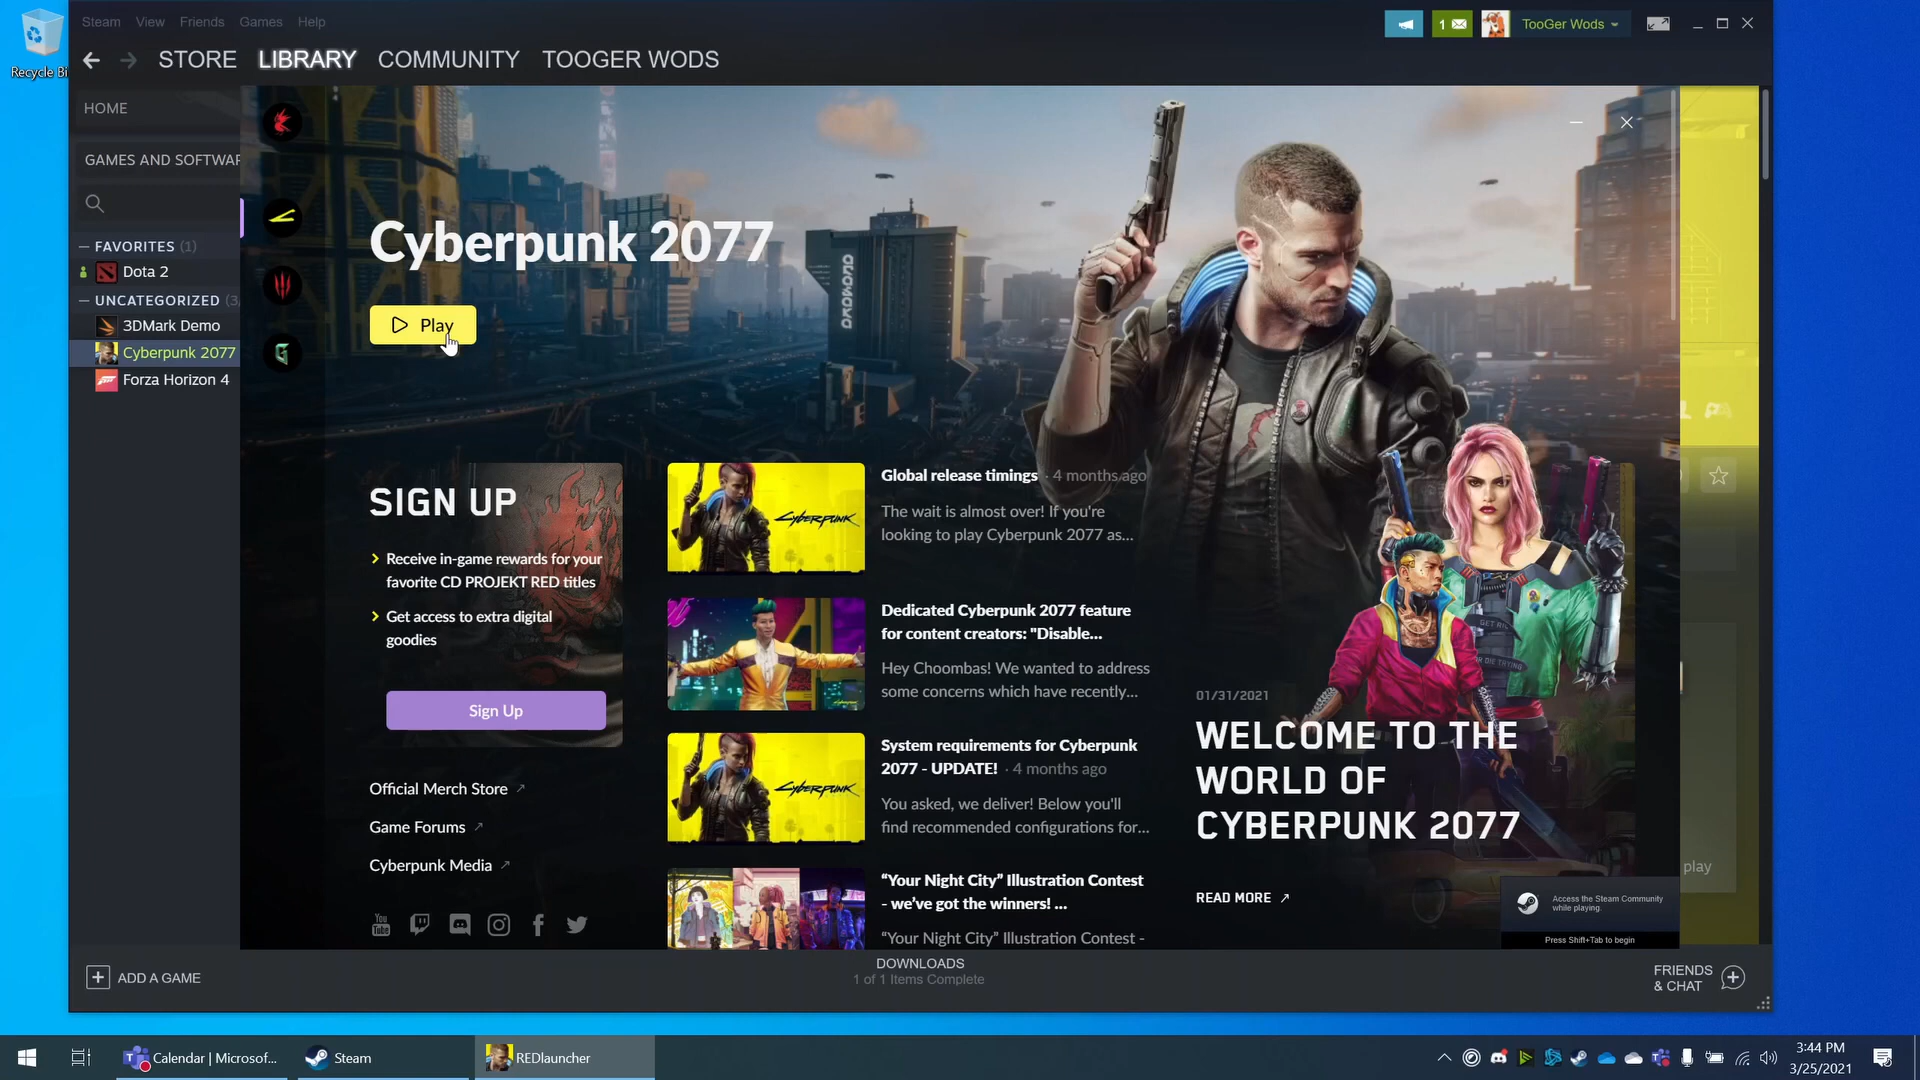 Steam View Friends Games Help
1
TooGer Wods
Recycle Bi
STORE LIBRARY COMMUNITY TOOGER WODS
HOME
GAMES AND SOFTWAR
FAVORITES (1)
Dota 2
UNCATEGORIZED (3
3DMark Demo
Cyberpunk 2077
Forza Horizon 4
Cyberpunk 2077
Play
SIGN UP
Receive in-game rewards for your
favorite CD PROJEKT RED titles
Get access to extra digital
goodies
Sign Up
Official Merch Store
Game Forums
Cyberpunk Media
You
Tube
CYBERPUNK
Global release timings · 4 months ago
The wait is almost over! If you're
looking to play Cyberpunk 2077 as...
Dedicated Cyberpunk 2077 feature
for content creators: "Disable...
Hey Choombas! We wanted to address
some concerns which have recently...
CYBERPUNK
System requirements for Cyberpunk
2077 - UPDATE! · 4 months ago
You asked, we deliver! Below you'll
find recommended configurations for...
“Your Night City” Illustration Contest
- we’ve got the winners! ...
“Your Night City” Illustration Contest -
ARASAKA
01/31/2021
WELCOME TO THE
WORLD OF
CYBERPUNK 2077
READ MORE
Access the Steam Community
while playing.
Press Shift+Tab to begin
play
ADD A GAME
DOWNLOADS
1 of 1 Items Complete
FRIENDS
& CHAT
Calendar | Microsof...
Steam
REDlauncher
3:44 PM
3/25/2021